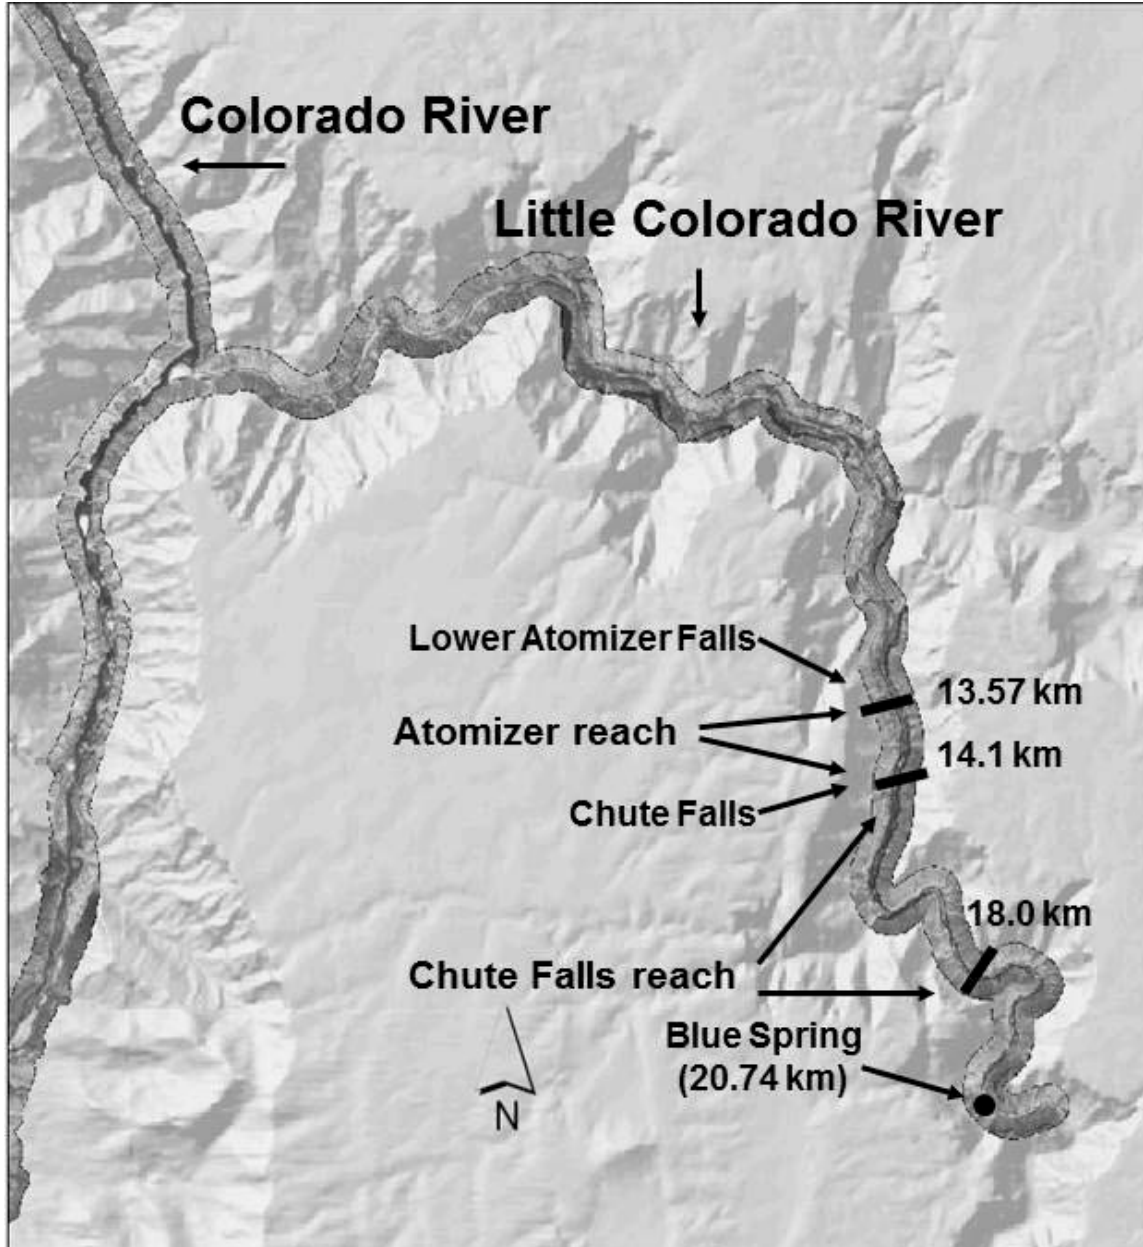 Colorado River
Little Colorado River
Lower Atomizer Falls
13.57 km
Atomizer reach
14.1 km
Chute Falls
18.0 km
Chute Falls reach
Blue Spring
(20.74 km)
N